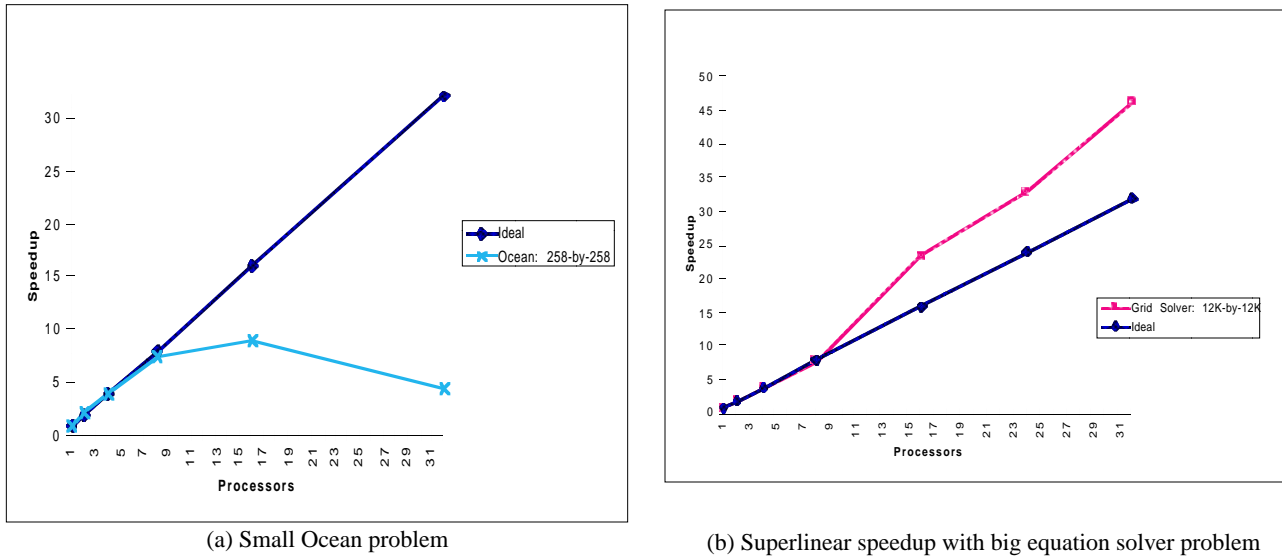 30
25
20
15
10
5
0
Speedup
1 3 5 7 9 11 13 15 17 19 21 23 25 27 29 31
Processors
Ideal
Ocean: 258-by-258
(a) Small Ocean problem
50
45
40
35
30
25
20
15
10
5
0
Speedup
1 3 5 7 9 11 13 15 17 19 21 23 25 27 29 31
Processors
Grid Solver: 12K-by-12K
Ideal
(b) Superlinear speedup with big equation solver problem